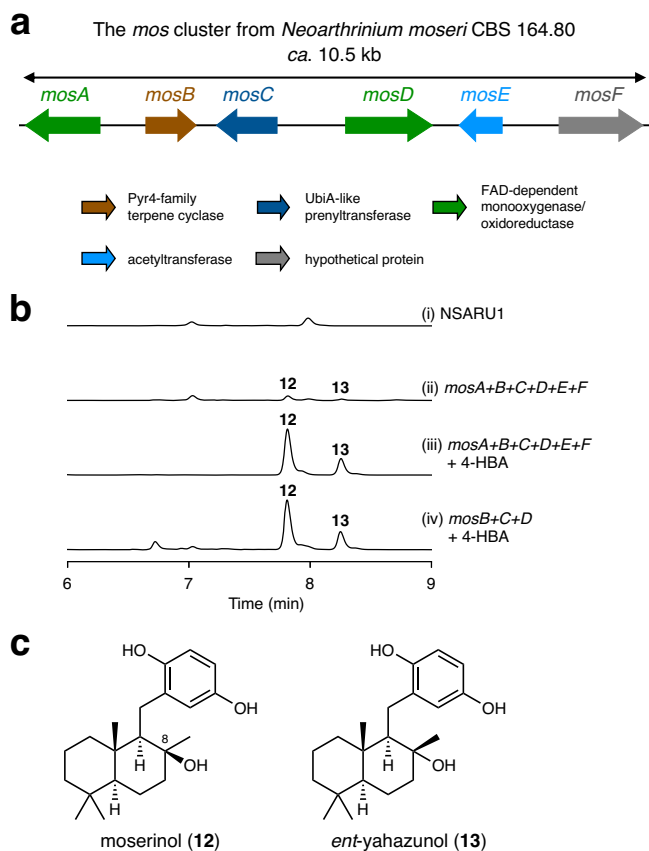 a
The mos cluster from Neoarthrinium moseri CBS 164.80
ca. 10.5 kb
mosA mosB mosC mosD mosE mosF
Pyr4-family
terpene cyclase
UbiA-like
prenyltransferase
FAD-dependent
monooxygenase/
oxidoreductase
acetyltransferase
hypothetical protein
b
(i) NSARU1
12 13 (ii) mosA+B+C+D+E+F
12 13 (iii) mosA+B+C+D+E+F
+ 4-HBA
12 13 (iv) mosB+C+D
+ 4-HBA
6 7 8 9
Time (min)
c
HO OH 8 H OH H
moserinol (12)
HO OH H OH H
ent-yahazunol (13)